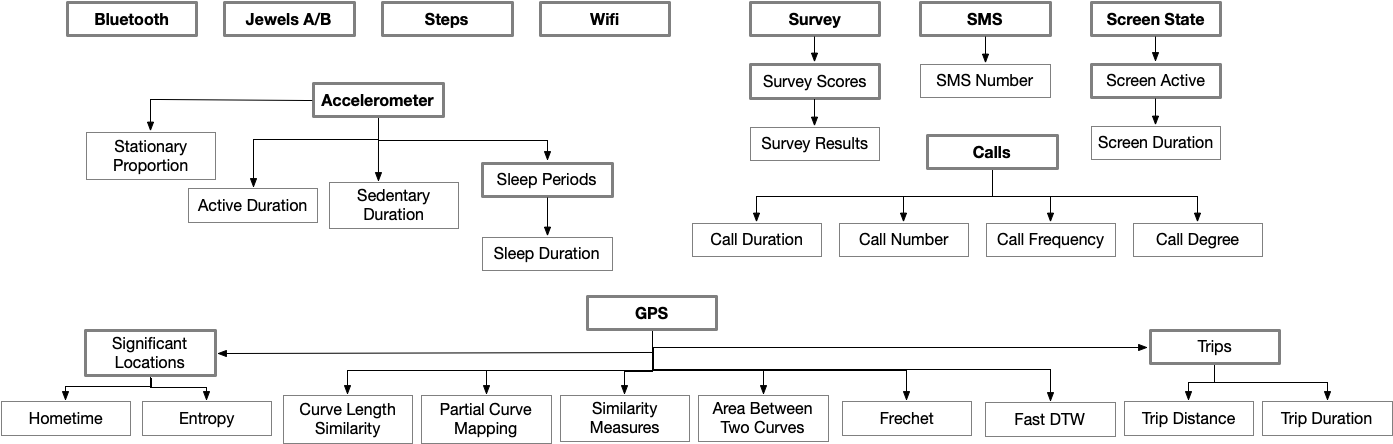 Bluetooth
Jewels A/B
Steps
Wifi
Survey
SMS
Screen State
Survey Scores
SMS Number
Screen Active
Accelerometer
Survey Results
Screen Duration
Stationary
Proportion
Calls
Sleep Periods
Active Duration
Sedentary
Duration
Sleep Duration
Call Duration
Call Number
Call Frequency
Call Degree
GPS
Significant
Locations
Trips
Hometime
Entropy
Curve Length
Similarity
Partial Curve
Mapping
Similarity
Measures
Area Between
Two Curves
Frechet
Fast DTW
Trip Distance
Trip Duration